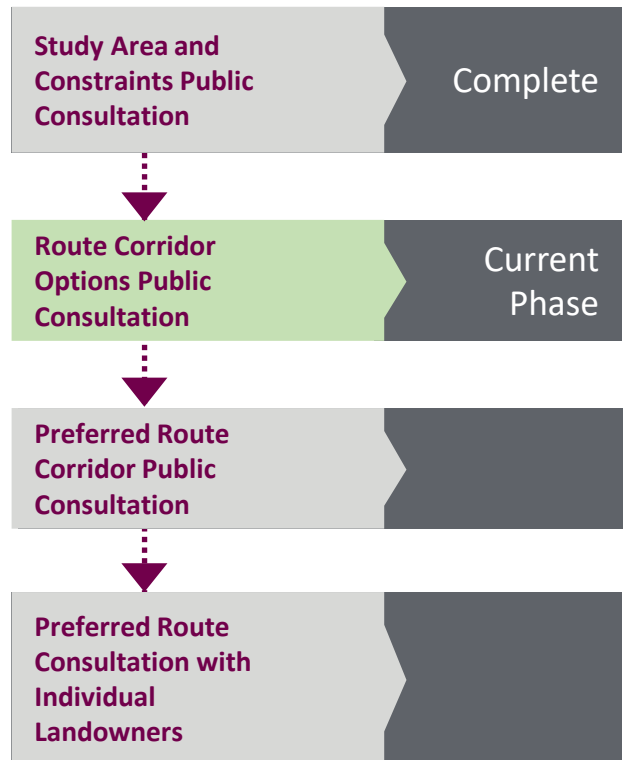 Study Area and
Constraints Public
Consultation
Complete
Route Corridor
Options Public
Consultation
Current
Phase
Preferred Route
Corridor Public
Consultation
Preferred Route
Consultation with
Individual
Landowners